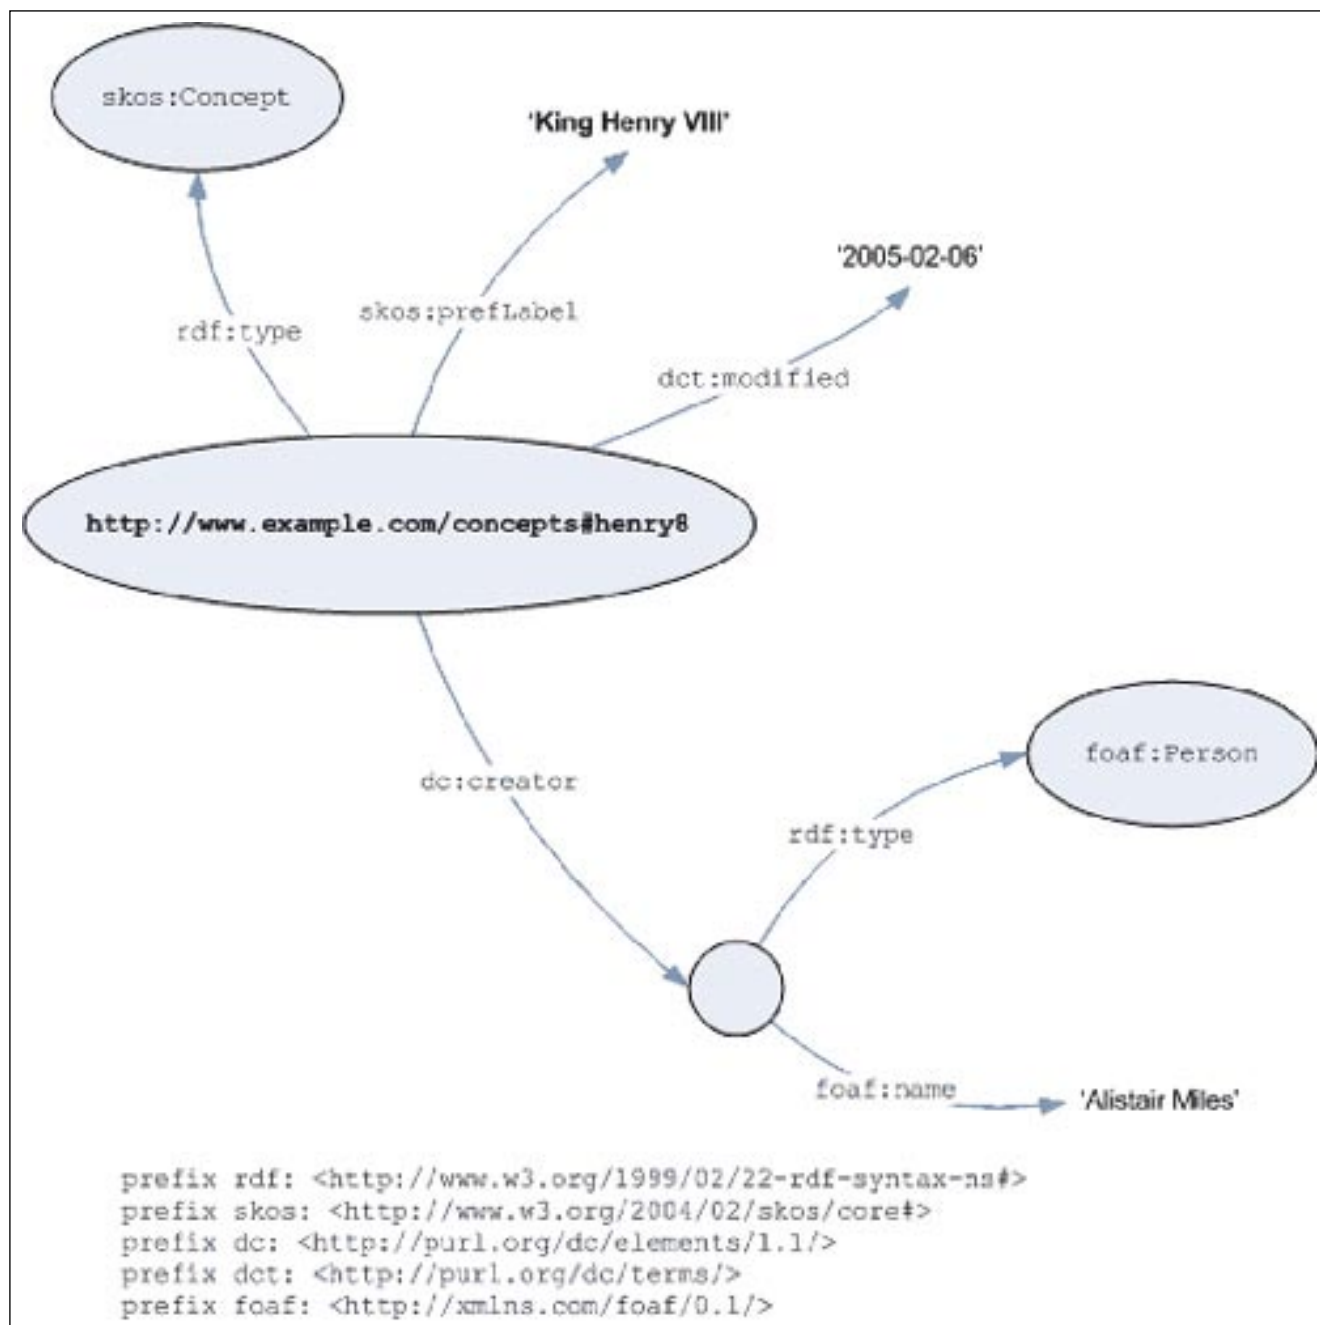 skos:Concept
'King Henry VIII'
'2005-02-06'
skos:prefLabel
rdf:type
dct:modified
http://www.example.com/concepts#henry8
foaf:Person
dc:creator
rdf:type
foaf:name
'Alistair Miles'
prefix rdf: <http://www.w3.org/1999/02/22-rdf-syntax-ns#>
prefix skos: <http://www.w3.org/2004/02/skos/core#>
prefix dc: <http://purl.org/dc/elements/1.1/>
prefix dct: <http://purl.org/dc/terms/>
prefix foaf: <http://xmlns.com/foaf/0.1/>